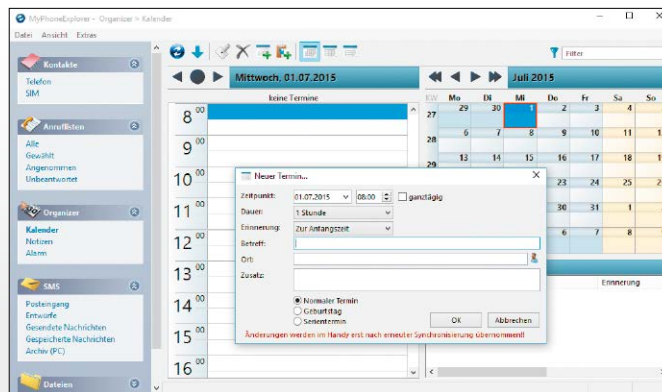 MyPhoneExplorer - Organizer > Kalender
Datei Ansicht Extras
Kontakte
Telefon
SIM
Anruflisten
Alle
Gewählt
Angenommen
Unbeantwortet
Organizer
Kalender
Notizen
Alarm
SMS
Posteingang
Entwürfe
Gesendete Nachrichten
Gespeicherte Nachrichten
Archiv (PC)
Dateien
Filter
Mittwoch, 01.07.2015
keine Termine
8 00
9 00
10 00
11 00
12 00
13 00
14 00
15 00
16 00
Juli 2015
KW Mo Di Mi Do Fr Sa So
27 29 30 1 2 3 4
28 6 7 8 9 10 11
29 13 14 15 16 17 18
23 24 25
30 31 1
6 7 8
Erinnerung
Neuer Termin...
Zeitpunkt: 01.07.2015 08:00 ganztägig
Dauer: 1 Stunde
Erinnerung: Zur Anfangszeit
Betreff:
Ort:
Zusatz:
Normaler Termin
Geburtstag
Serientermin
OK Abbrechen
Änderungen werden im Handy erst nach erneuter Synchronisierung übernommen!!